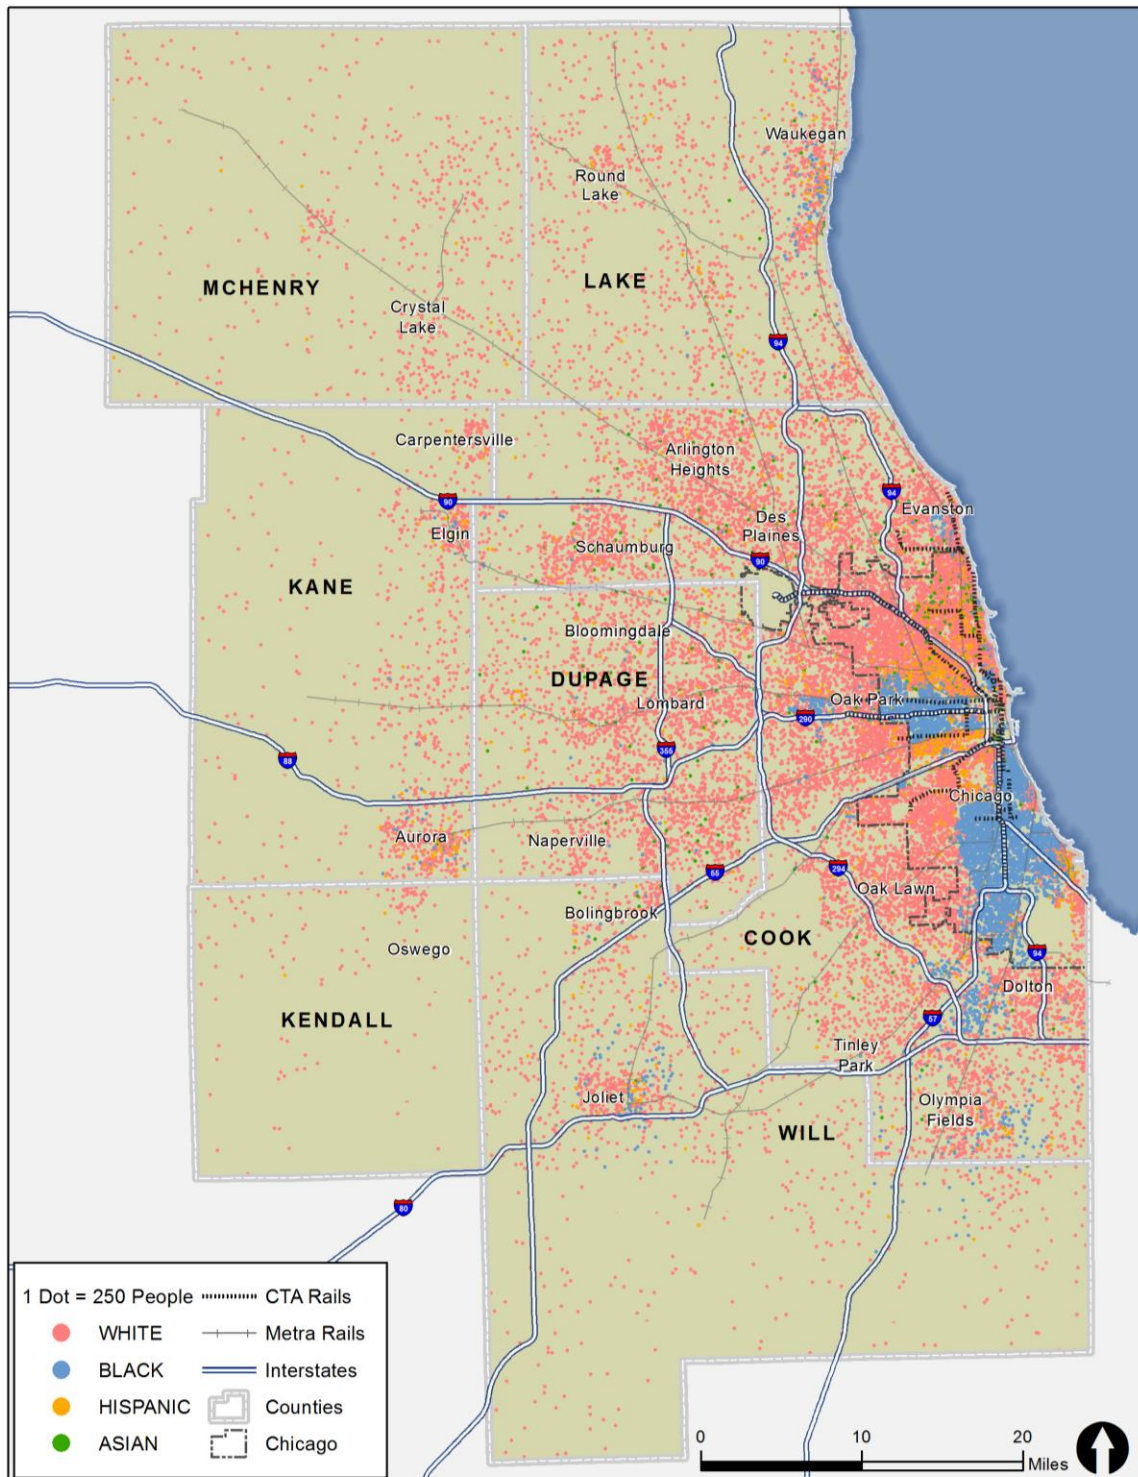 Waukegan
Round
Lake
MCHENRY
LAKE
Crystal
Lake
94
Carpentersville
Arlington
Heights
90
94
Evanston
Elgin
Des
Plaines
Schaumburg
90
KANE
Bloomingdale
DUPAGE
Oak Park
Lombard
290
355
88
Chicago
Aurora
Naperville
55
294
Oak Lawn
Bolingbrook
COOK
Oswego
94
Dolton
KENDALL
57
Tinley
Park
Joliet
Olympia
Fields
WILL
80
1 Dot = 250 People
CTA Rails
WHITE
Metra Rails
BLACK
Interstates
HISPANIC
Counties
ASIAN
Chicago
0 10 20
Miles